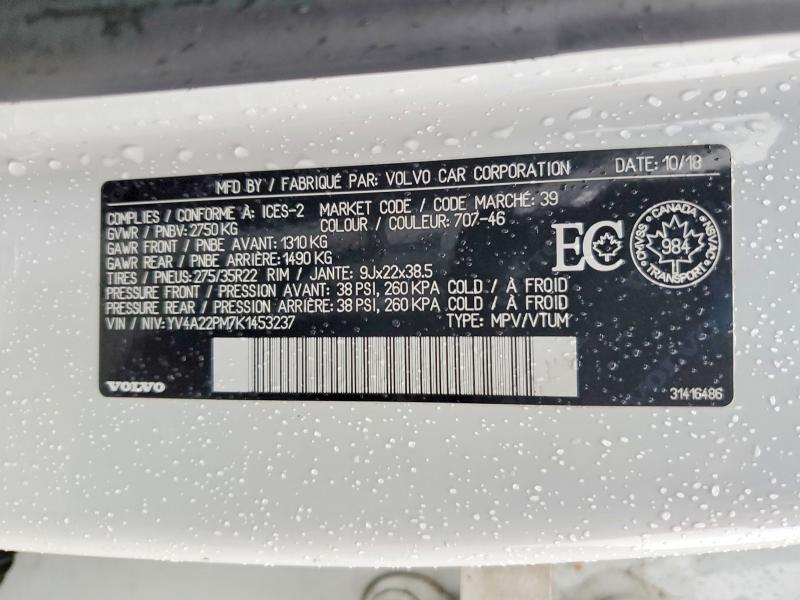 MFD BY / FABRIQUÉ PAR: VOLVO CAR CORPORATION DATE: 10/18
COMPLIES / CONFORME À: ICES-2 MARKET CODE / CODE MARCHÉ: 39
GVWR / PNBV: 2750 KG COLOUR / COULEUR: 707-46
GAWR FRONT / PNBE AVANT: 1310 KG
GAWR REAR / PNBE ARRIÈRE: 1490 KG
TIRES / PNEUS: 275/35R22 RIM / JANTE: 9Jx22x38.5
PRESSURE FRONT / PRESSION AVANT: 38 PSI, 260 KPA COLD / À FROID
PRESSURE REAR / PRESSION ARRIÈRE: 38 PSI, 260 KPA COLD / À FROID
VIN / NIV: YV4A22PM7K1453237 TYPE: MPV/VTUM
EC
CANADA
SSVMO
984
NSVAC
TRANSPORT
VOLVO
31416486